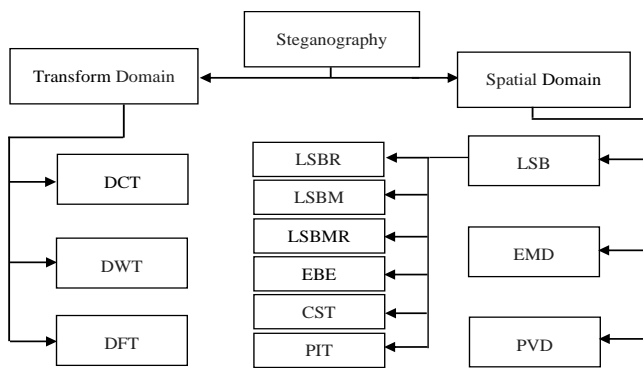 Steganography
Transform Domain
Spatial Domain
LSBR
LSB
DCT
LSBM
LSBMR
EMD
DWT
EBE
CST
DFT
PIT
PVD